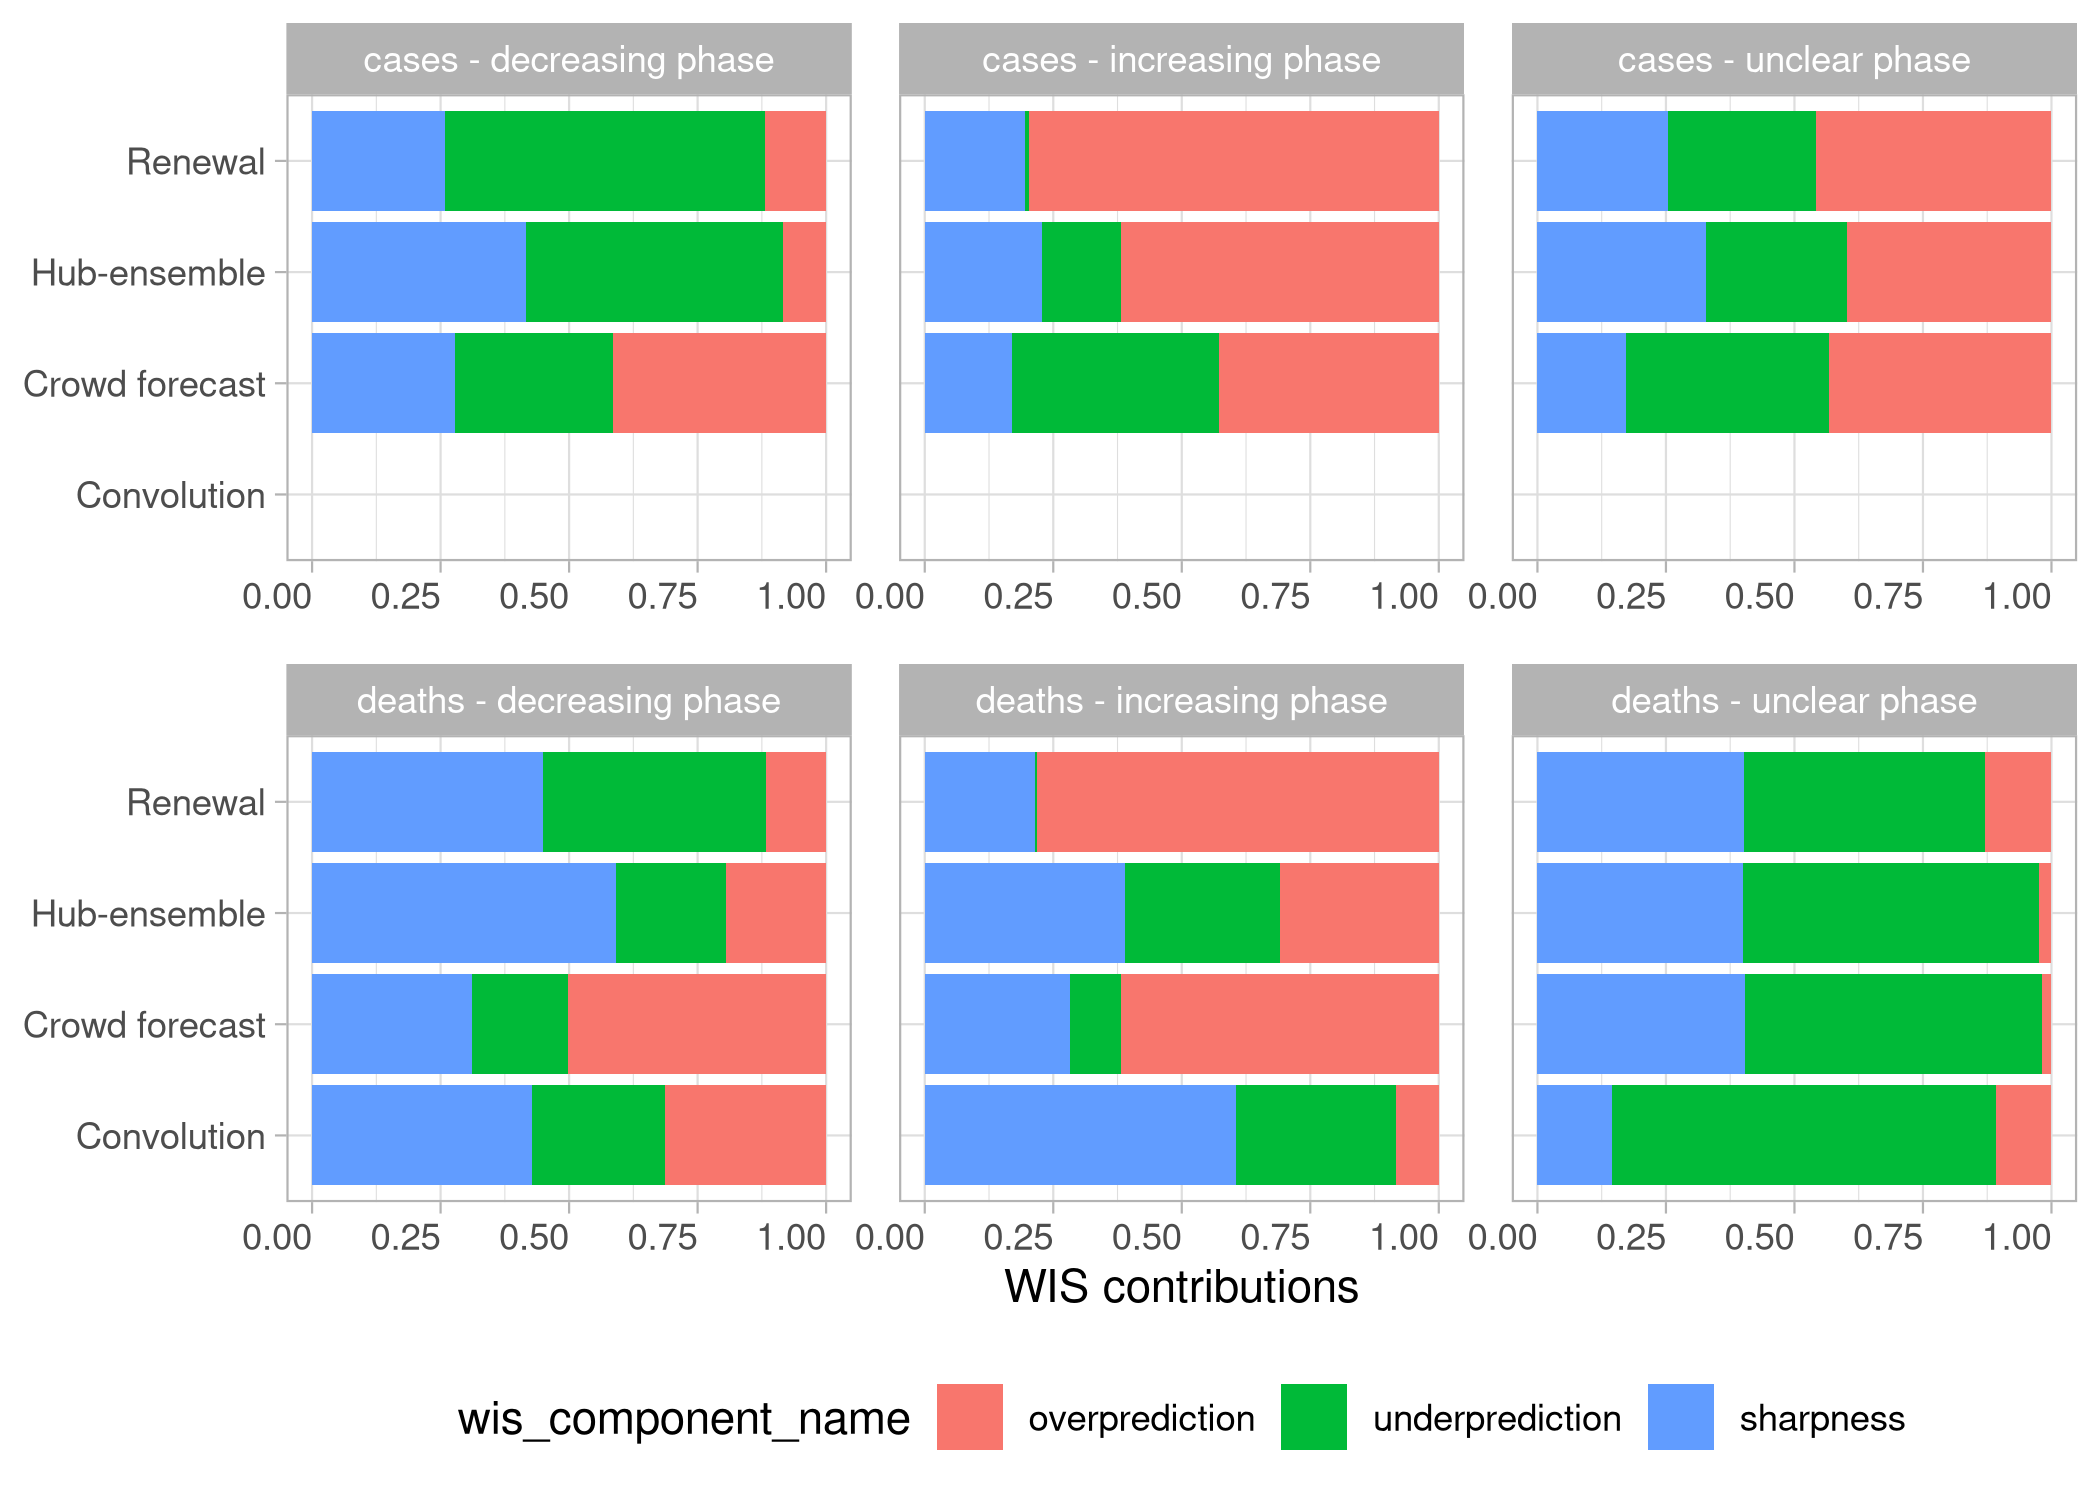 cases - decreasing phase
cases - increasing phase
cases - unclear phase
Renewal
Hub-ensemble
Crowd forecast
Convolution
0.00 0.25 0.50 0.75 1.00 0.00 0.25 0.50 0.75 1.00 0.00 0.25 0.50 0.75 1.00
deaths - decreasing phase
deaths - increasing phase
deaths - unclear phase
Renewal
Hub-ensemble
Crowd forecast
Convolution
0.00 0.25 0.50 0.75 1.00 0.00 0.25 0.50 0.75 1.00 0.00 0.25 0.50 0.75 1.00
WIS contributions
wis_component_name overprediction underprediction sharpness